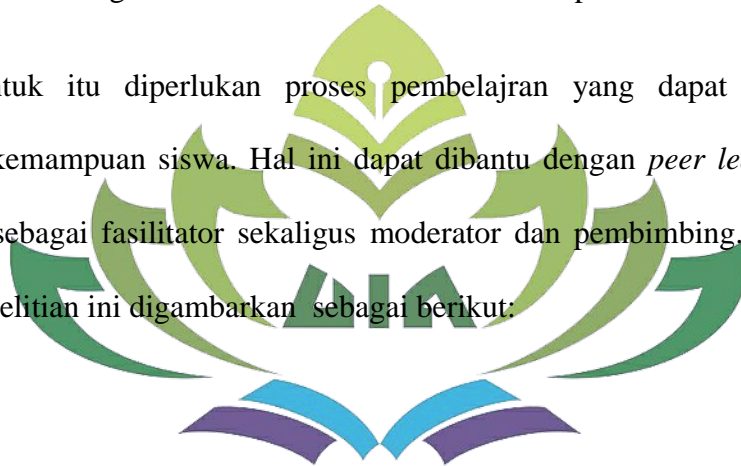 ntuk itu diperlukan proses pembelajran yang dapat
kemampuan siswa. Hal ini dapat dibantu dengan peer le
sebagai fasilitator sekaligus moderator dan pembimbing.
elitian ini digambarkan sebagai berikut: